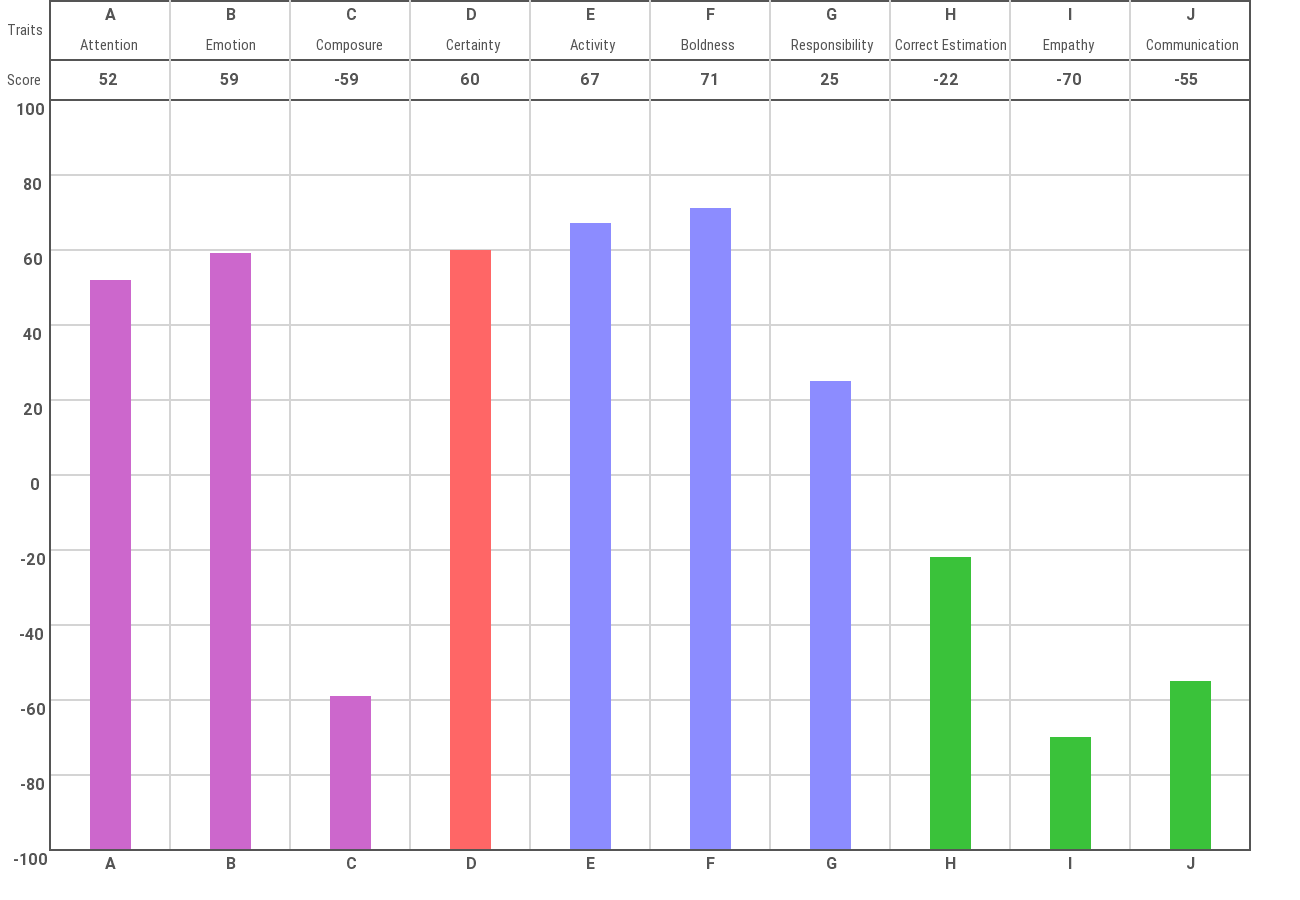 A B C D E F G H I J
Traits
Attention Emotion Composure Certainty Activity Boldness Responsibility Correct Estimation Empathy Communication
Score 52 59 -59 60 67 71 25 -22 -70 -55
100
80
60
40
20
0
-20
-40
-60
-80
-100
A B C D E F G H I J